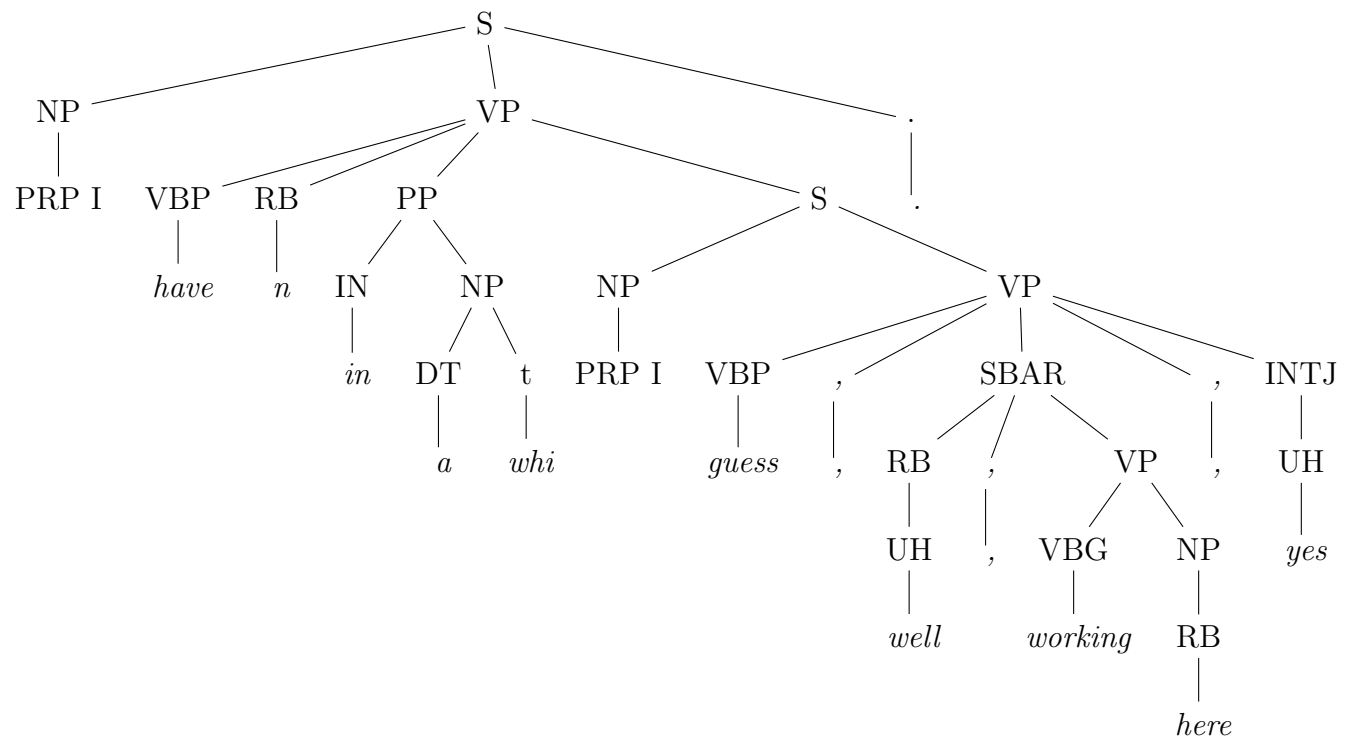 S
NP VP .
PRP I VBP RB PP S .
have n IN NP NP VP
in DT t PRP I VBP , SBAR , INTJ
a whi guess , RB , VP , UH
UH , VBG NP yes
well working RB
here